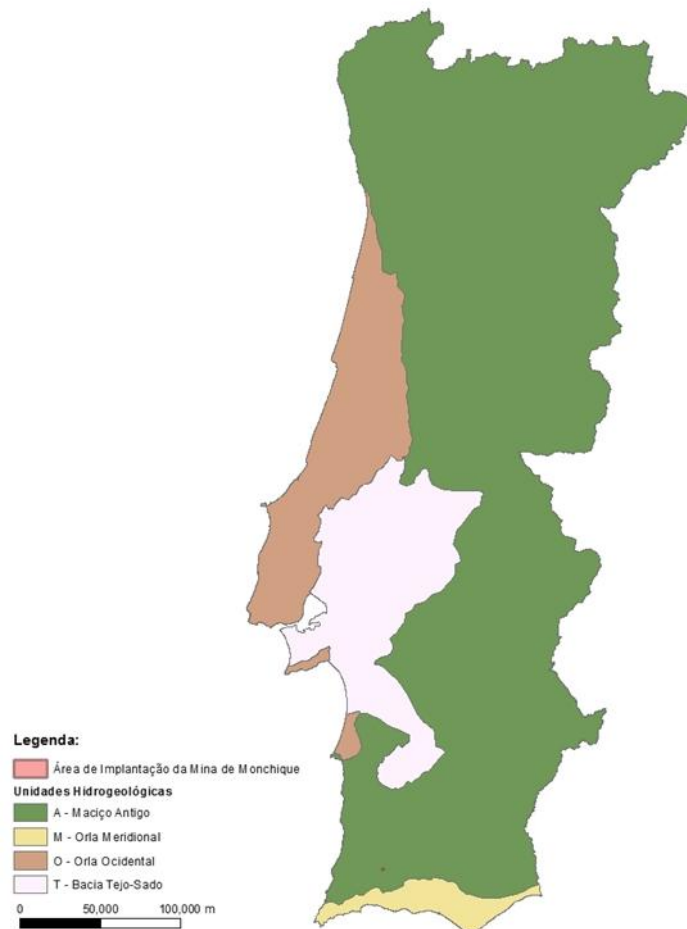 Legenda:
Área de Implantação da Mina de Monchique
Unidades Hidrogeológicas
A - Maciço Antigo
M - Orla Meridional
O - Orla Ocidental
T - Bacia Tejo-Sado
0 50,000 100,000 m